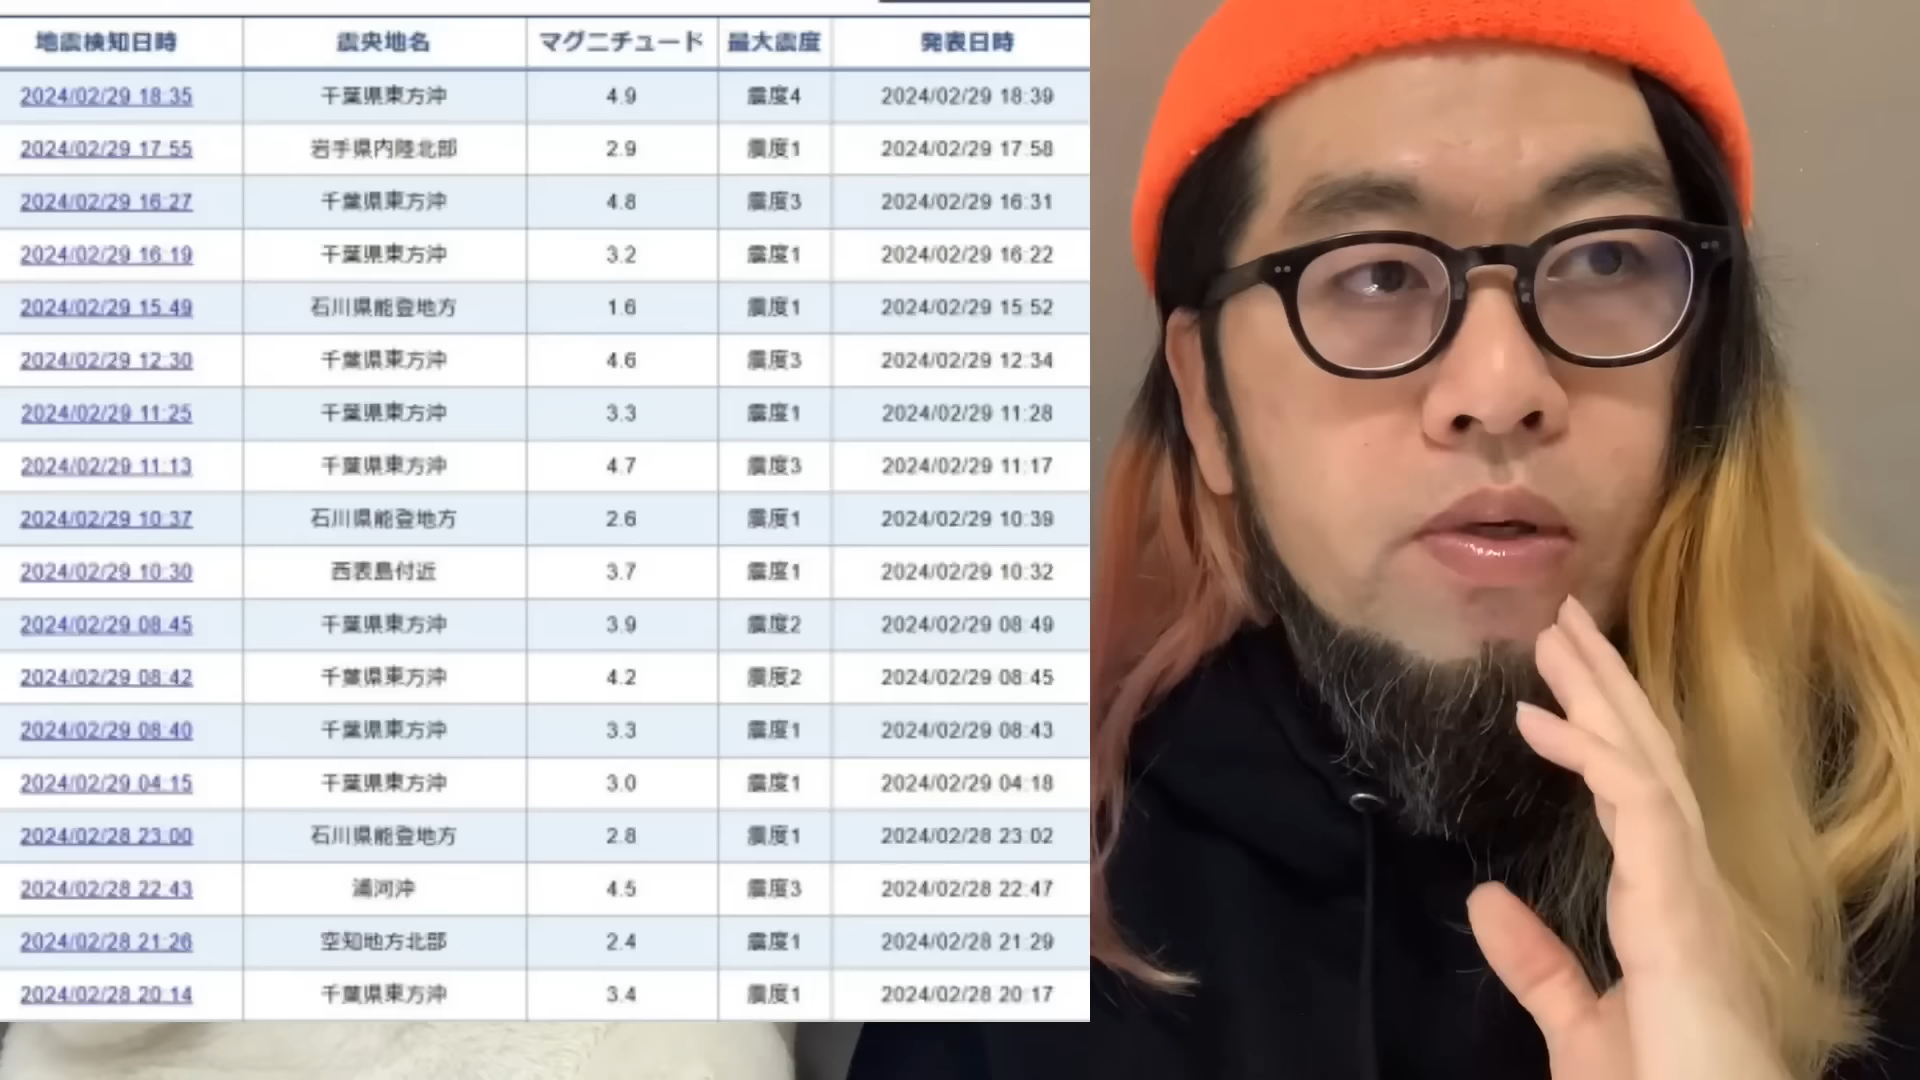 地震検知日時 震央地名 マグニチュード 最大震度 発表日時
2024/02/29 18:35 千葉県東方沖 4.9 震度4 2024/02/29 18:39
2024/02/29 17:55 岩手県内陸北部 2.9 震度1 2024/02/29 17:58
2024/02/29 16:27 千葉県東方沖 4.8 震度3 2024/02/29 16:31
2024/02/29 16:19 千葉県東方沖 3.2 震度1 2024/02/29 16:22
2024/02/29 15:49 石川県能登地方 1.6 震度1 2024/02/29 15:52
2024/02/29 12:30 千葉県東方沖 4.6 震度3 2024/02/29 12:34
2024/02/29 11:25 千葉県東方沖 3.3 震度1 2024/02/29 11:28
2024/02/29 11:13 千葉県東方沖 4.7 震度3 2024/02/29 11:17
2024/02/29 10:37 石川県能登地方 2.6 震度1 2024/02/29 10:39
2024/02/29 10:30 西表島付近 3.7 震度1 2024/02/29 10:32
2024/02/29 08:45 千葉県東方沖 3.9 震度2 2024/02/29 08:49
2024/02/29 08:42 千葉県東方沖 4.2 震度2 2024/02/29 08:45
2024/02/29 08:40 千葉県東方沖 3.3 震度1 2024/02/29 08:43
2024/02/29 04:15 千葉県東方沖 3.0 震度1 2024/02/29 04:18
2024/02/28 23:00 石川県能登地方 2.8 震度1 2024/02/28 23:02
2024/02/28 22:43 浦河沖 4.5 震度3 2024/02/28 22:47
2024/02/28 21:26 空知地方北部 2.4 震度1 2024/02/28 21:29
2024/02/28 20:14 千葉県東方沖 3.4 震度1 2024/02/28 20:17